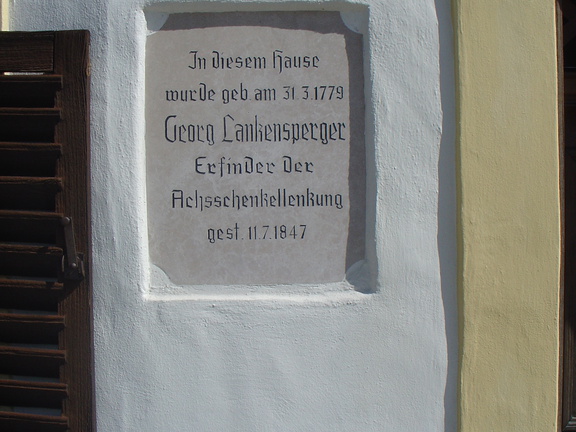 In diesem Hause
wurde geb. am 31.3.1779
Georg Lankensperger
Erfinder der
Achsschenkellenkung
gest. 11.7.1847